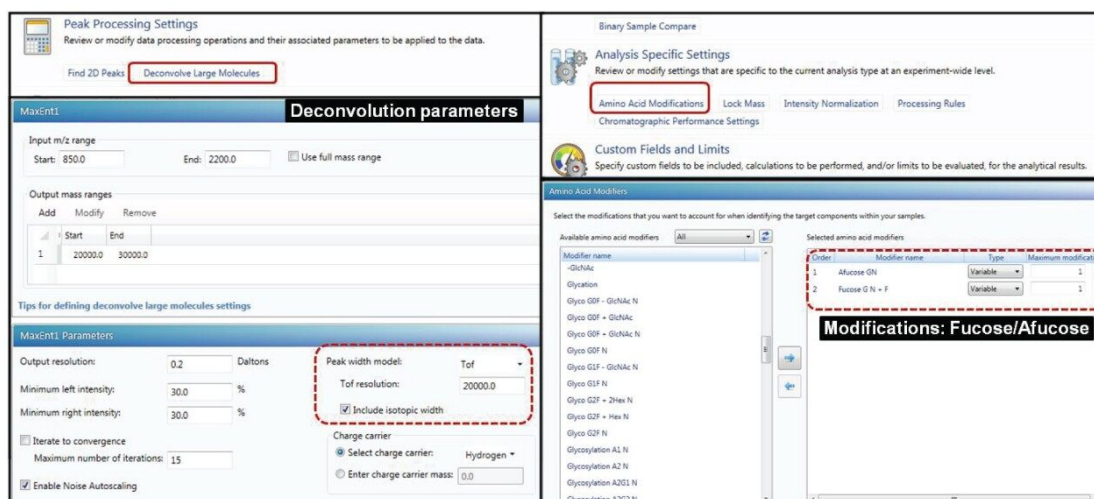 Peak Processing Settings
Review or modify data processing operations and their associated parameters to be applied to the data.
Find 2D Peaks Deconvolve Large Molecules
MaxEnt1 Deconvolution parameters
Input m/z range
Start: 850.0 End: 2200.0 Use full mass range
Output mass ranges
Add Modify Remove
Start End
1 20000.0 30000.0
Tips for defining deconvolve large molecules settings
MaxEnt1 Parameters
Output resolution: 0.2 Daltons
Minimum left intensity: 30.0 %
Minimum right intensity: 30.0 %
Iterate to convergence
Maximum number of iterations: 15
Enable Noise Autoscaling
Peak width model: Tof
Tof resolution: 20000.0
Include isotopic width
Charge carrier
Select charge carrier: Hydrogen
Enter charge carrier mass: 0.0
Binary Sample Compare
Analysis Specific Settings
Review or modify settings that are specific to the current analysis type at an experiment-wide level.
Amino Acid Modifications Lock Mass Intensity Normalization Processing Rules
Chromatographic Performance Settings
Custom Fields and Limits
Specify custom fields to be included, calculations to be performed, and/or limits to be evaluated, for the analytical results.
Amino Acid Modifiers
Select the modifications that you want to account for when identifying the target components within your samples.
Available amino acid modifiers All
Modifier name
-GlcNAc
Glycation
Glyco G0F - GlcNAc N
Glyco G0F + GlcNAc
Glyco G0F + GlcNAc N
Glyco G0F N
Glyco G1F - GlcNAc N
Glyco G1F N
Glyco G2F + 2Hex N
Glyco G2F + Hex N
Glyco G2F N
Glycosylation A1 N
Glycosylation A2 N
Glycosylation A2G1 N
Selected amino acid modifiers
Order Modifier name Type Maximum modificati
1 Afucose GN Variable 1
2 Fucose G N + F Variable 1
Modifications: Fucose/Afucose